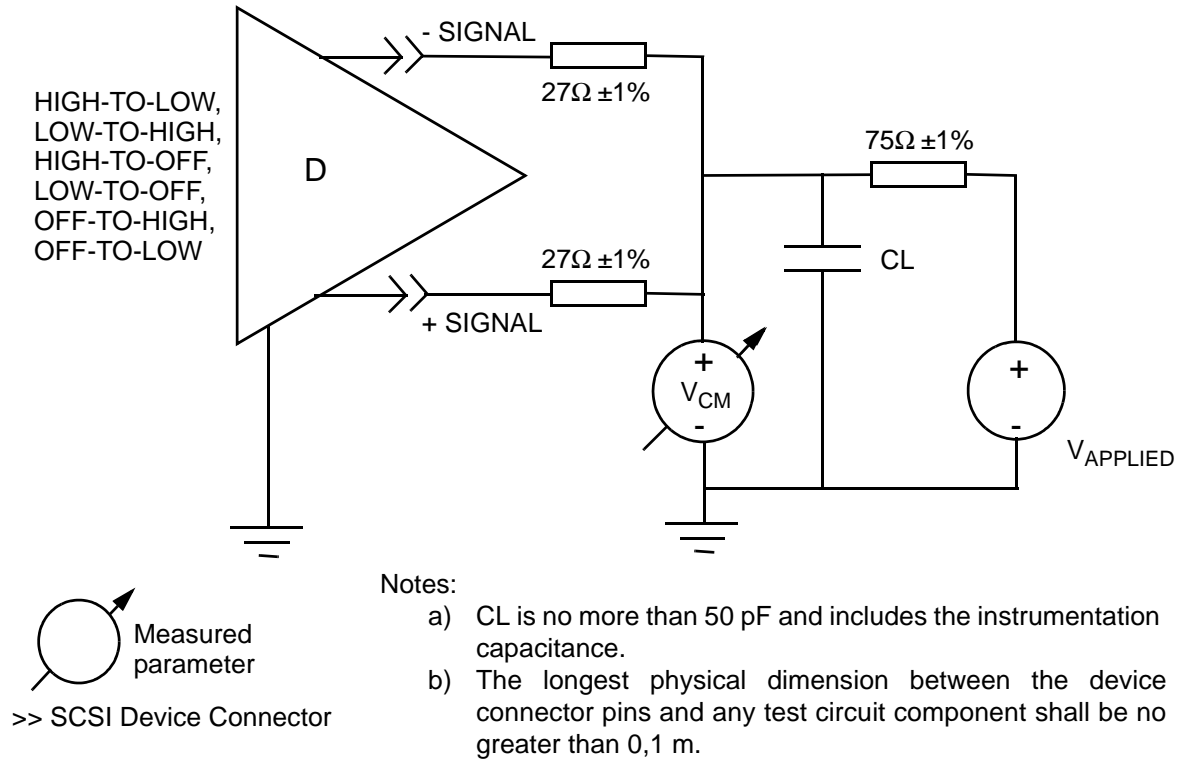 - SIGNAL
27Ω ±1%
HIGH-TO-LOW,
LOW-TO-HIGH,
HIGH-TO-OFF,
LOW-TO-OFF,
OFF-TO-HIGH,
OFF-TO-LOW
D
75Ω ±1%
27Ω ±1%
CL
+ SIGNAL
+
VCM
-
+
-
VAPPLIED
Notes:
a) CL is no more than 50 pF and includes the instrumentation
capacitance.
b) The longest physical dimension between the device
connector pins and any test circuit component shall be no
greater than 0,1 m.
Measured
parameter
>> SCSI Device Connector